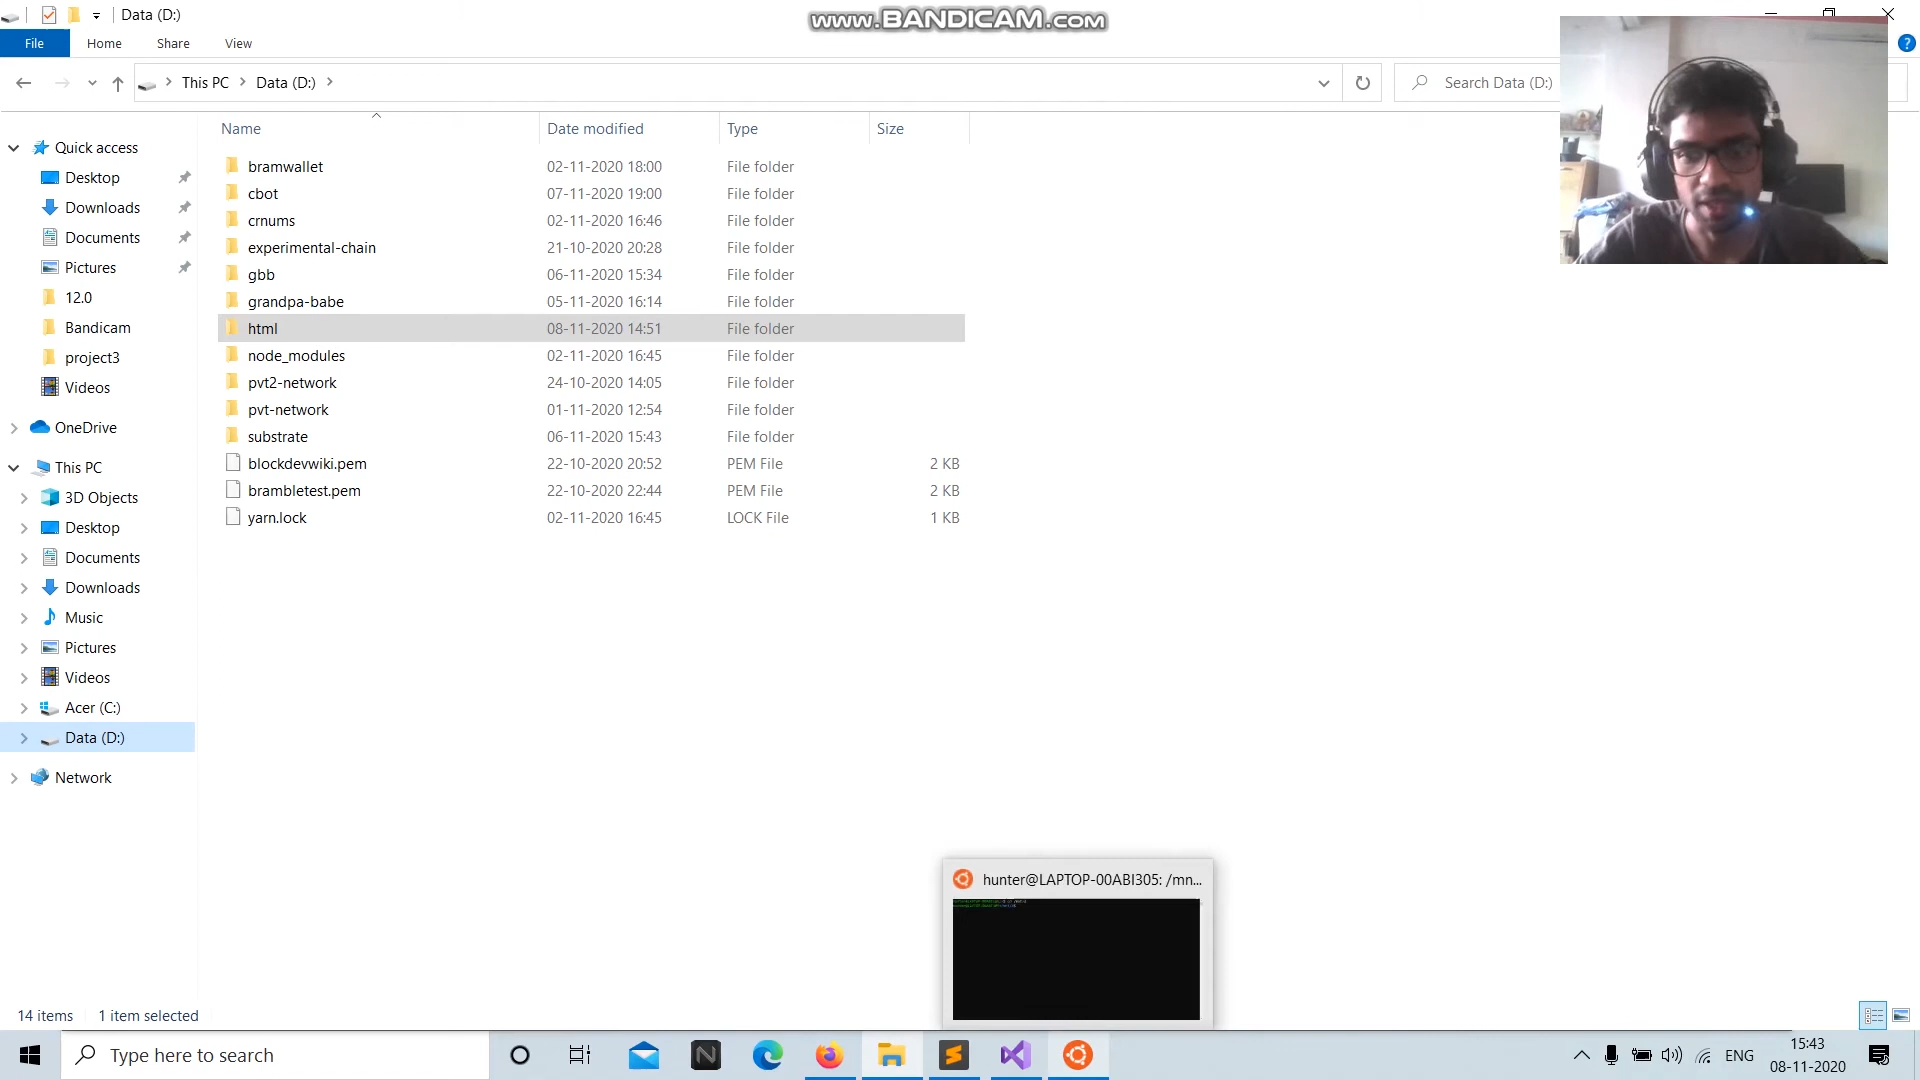 Data (D:)
www.BANDICAM.COM
File Home Share View
This PC Data (D:)
Search Data (D:)
Name Date modified Type Size
Quick access
Desktop
Downloads
Documents
Pictures
12.0
Bandicam
project3
Videos
OneDrive
This PC
3D Objects
Desktop
Documents
Downloads
Music
Pictures
Videos
Acer (C:)
Data (D:)
Network
bramwallet 02-11-2020 18:00 File folder
cbot 07-11-2020 19:00 File folder
crnums 02-11-2020 16:46 File folder
experimental-chain 21-10-2020 20:28 File folder
gbb 06-11-2020 15:34 File folder
grandpa-babe 05-11-2020 16:14 File folder
html 08-11-2020 14:51 File folder
node_modules 02-11-2020 16:45 File folder
pvt2-network 24-10-2020 14:05 File folder
pvt-network 01-11-2020 12:54 File folder
substrate 06-11-2020 15:43 File folder
blockdevwiki.pem 22-10-2020 20:52 PEM File 2 KB
brambletest.pem 22-10-2020 22:44 PEM File 2 KB
yarn.lock 02-11-2020 16:45 LOCK File 1 KB
hunter@LAPTOP-00ABI305: /mn...
14 items 1 item selected
Type here to search
ENG
15:43
08-11-2020